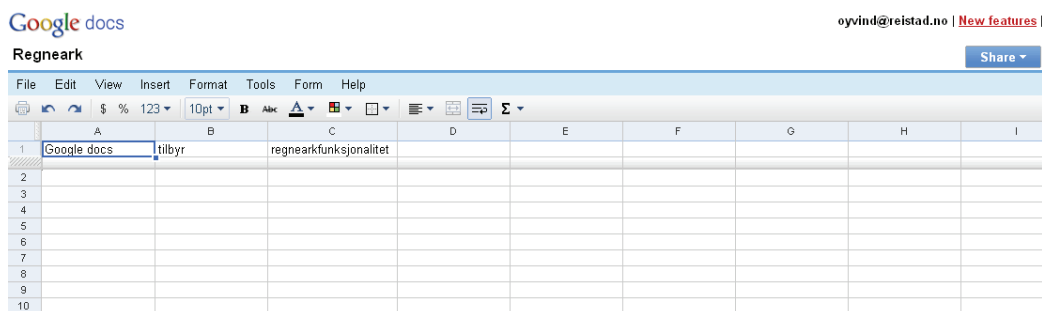 Google docs
oyvind@reistad.no | New features |
Regneark
Share
File Edit View Insert Format Tools Form Help
$ % 123 10pt B Abc A Σ
A B C D E F G H I
1 Google docs tilbyr regnearkfunksjonalitet
2
3
4
5
6
7
8
9
10